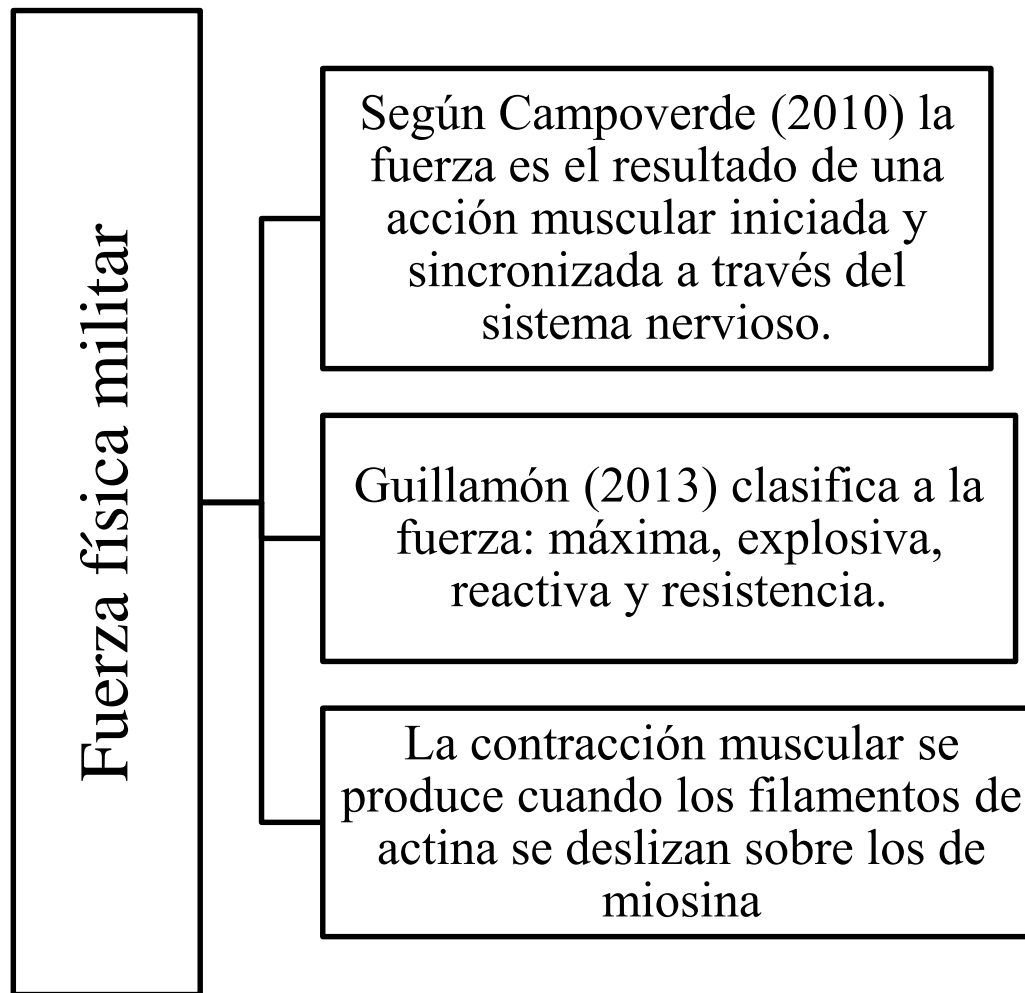 Fuerza física militar
Según Campoverde (2010) la
fuerza es el resultado de una
acción muscular iniciada y
sincronizada a través del
sistema nervioso.
Guillamón (2013) clasifica a la
fuerza: máxima, explosiva,
reactiva y resistencia.
La contracción muscular se
produce cuando los filamentos de
actina se deslizan sobre los de
miosina